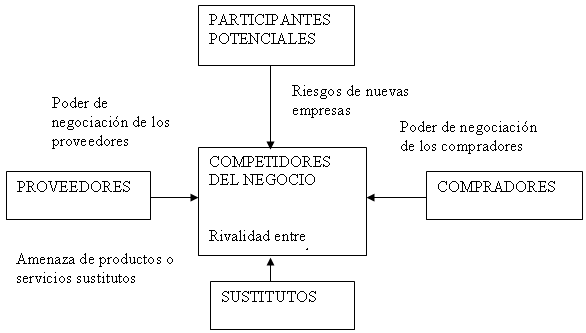 PARTICIPANTES
POTENCIALES
Riesgos de nuevas
empresas
Poder de
negociación de los
proveedores
Poder de negociación
de los compradores
COMPETIDORES
DEL NEGOCIO
Rivalidad entre
PROVEEDORES
COMPRADORES
Amenaza de productos o
servicios sustitutos
SUSTITUTOS